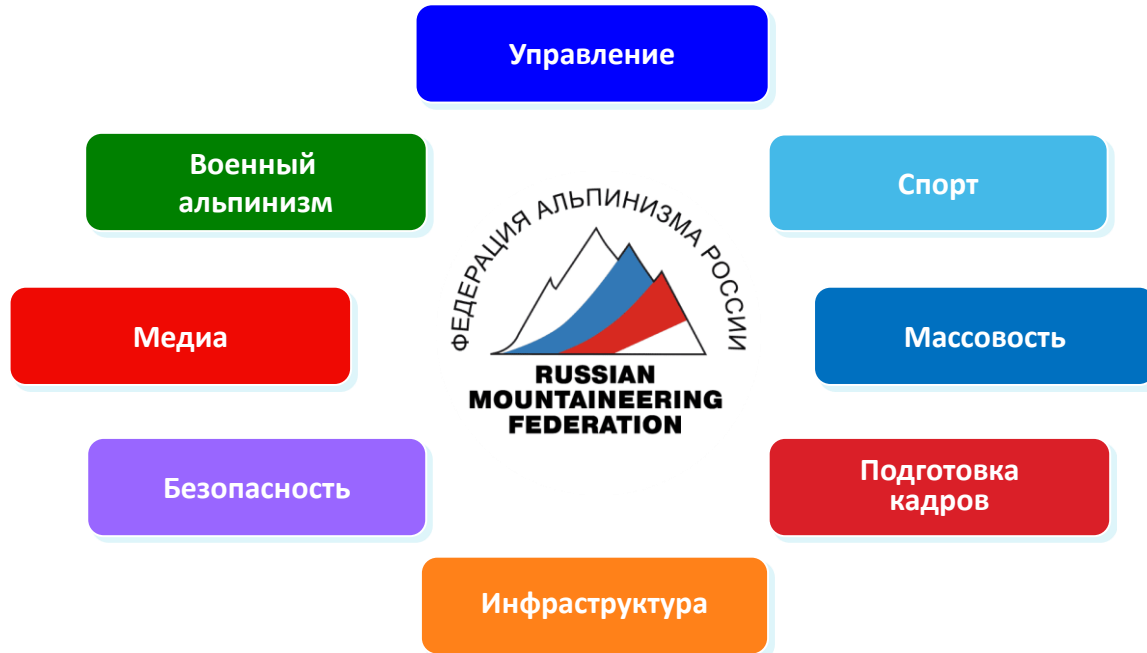 Управление
Военный
альпинизм
Спорт
ФЕДЕРАЦИЯ АЛЬПИНИЗМА РОССИИ
Медиа
Массовость
RUSSIAN
MOUNTAINEERING
FEDERATION
Безопасность
Подготовка
кадров
Инфраструктура